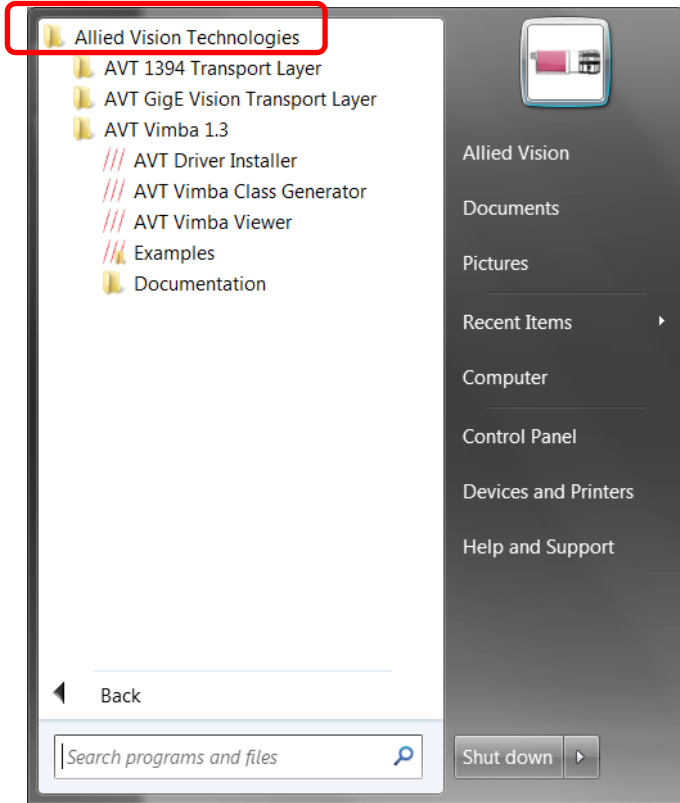 Allied Vision Technologies
AVT 1394 Transport Layer
AVT GigE Vision Transport Layer
AVT Vimba 1.3
AVT Driver Installer
AVT Vimba Class Generator
AVT Vimba Viewer
Examples
Documentation
Back
Search programs and files
Allied Vision
Documents
Pictures
Recent Items
Computer
Control Panel
Devices and Printers
Help and Support
Shut down